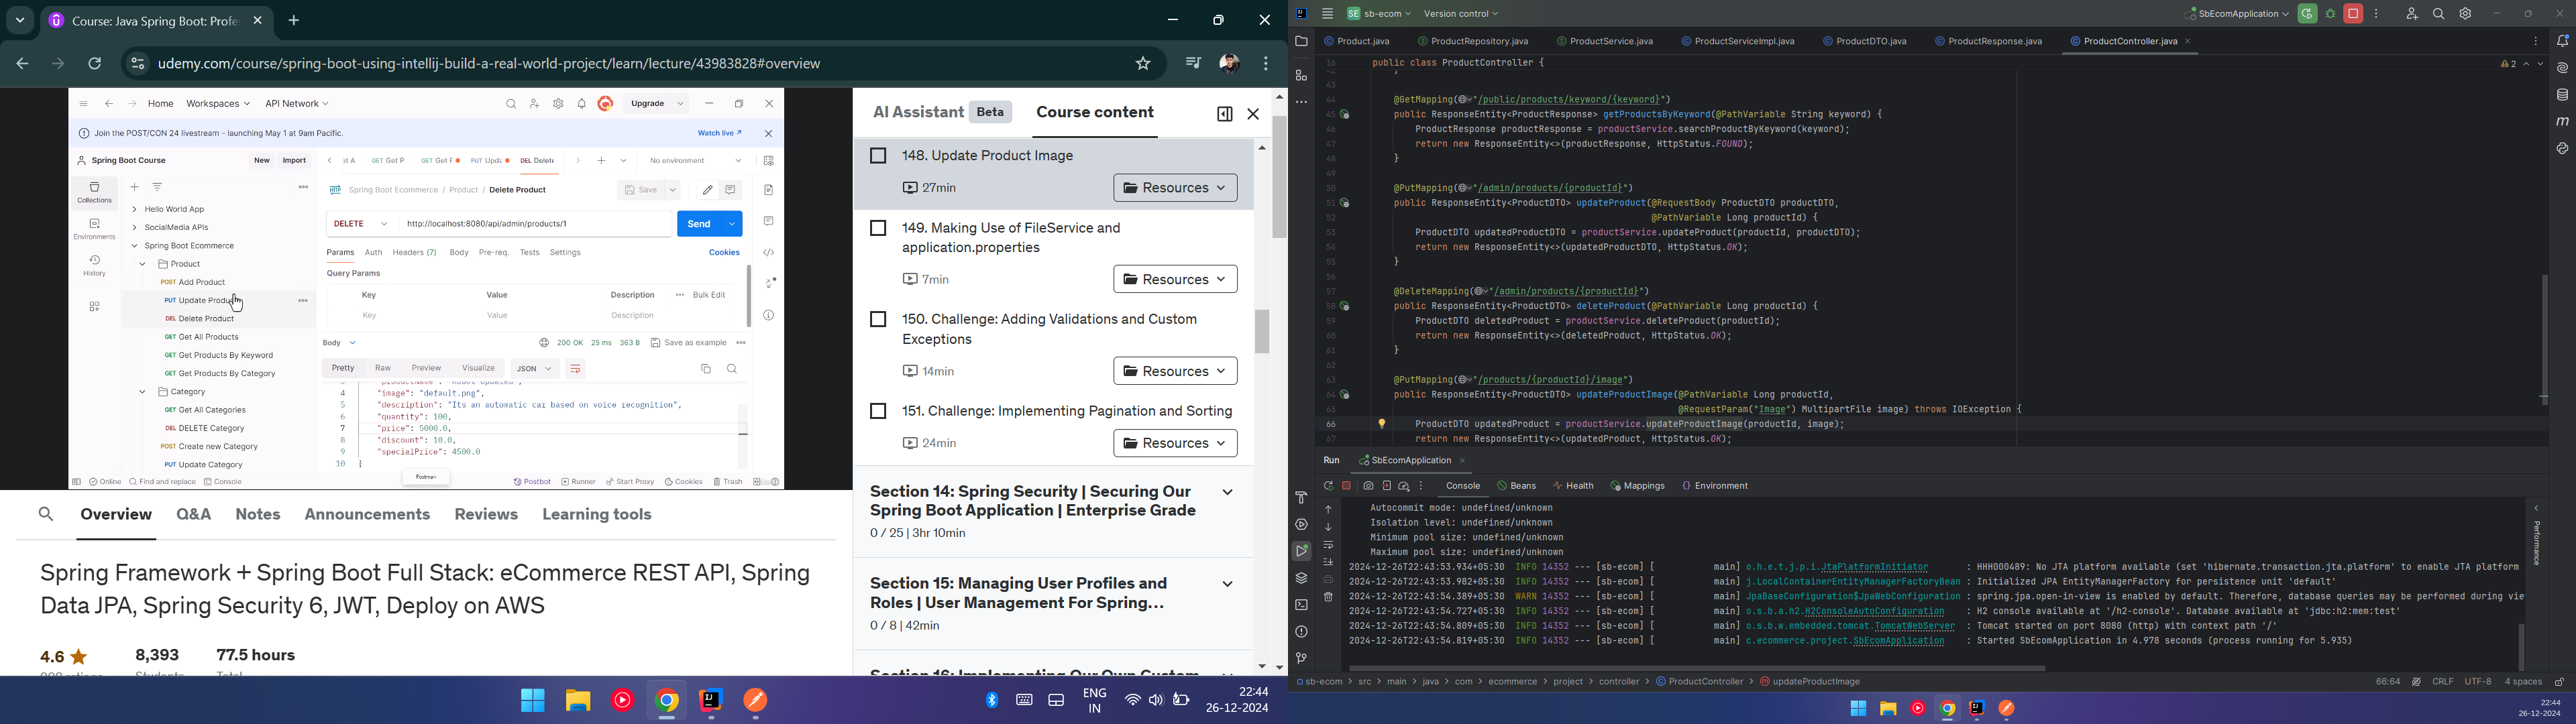 Course: Java Spring Boot: Profe
udemy.com/course/spring-boot-using-intellij-build-a-real-world-project/learn/lecture/43983828#overview
Home Workspaces API Network
Upgrade
Join the POST/CON 24 livestream – launching May 1 at 9am Pacific.
Watch live
Spring Boot Course
New Import
GET Get P
GET Get F
PUT Upda
DEL Delete
No environment
Collections
Environments
History
Spring Boot Ecommerce / Product / Delete Product
Save
Hello World App
SocialMedia APIs
Spring Boot Ecommerce
Product
POST Add Product
PUT Update Produ
DEL Delete Product
GET Get All Products
GET Get Products By Keyword
GET Get Products By Category
Category
GET Get All Categories
DEL DELETE Category
POST Create new Category
PUT Update Category
DELETE
http://localhost:8080/api/admin/products/1
Send
Params Auth Headers (7) Body Pre-req. Tests Settings
Cookies
Query Params
Key Value Description
Bulk Edit
Key Value Description
Body
200 OK 25 ms 363 B
Save as example
Pretty Raw Preview Visualize JSON
4 "image": "default.png",
5 "description": "Its an automatic car based on voice recognition",
6 "quantity": 100,
7 "price": 5000.0,
8 "discount": 10.0,
9 "specialPrice": 4500.0
10 }
Postman
Online Find and replace Console
Postbot Runner Start Proxy Cookies Trash
AI Assistant Beta
Course content
148. Update Product Image
27min
Resources
149. Making Use of FileService and
application.properties
7min
Resources
150. Challenge: Adding Validations and Custom
Exceptions
14min
Resources
151. Challenge: Implementing Pagination and Sorting
24min
Resources
Section 14: Spring Security | Securing Our
Spring Boot Application | Enterprise Grade
0 / 25 | 3hr 10min
Section 15: Managing User Profiles and
Roles | User Management For Spring...
0 / 8 | 42min
Section 16: Implementing Our Own Custom
Overview Q&A Notes Announcements Reviews Learning tools
Spring Framework + Spring Boot Full Stack: eCommerce REST API, Spring
Data JPA, Spring Security 6, JWT, Deploy on AWS
4.6
8,393
77.5 hours
Students
Total
ENG
IN
22:44
26-12-2024
SE sb-ecom
Version control
SbEcomApplication
Product.java
ProductRepository.java
ProductService.java
ProductServiceImpl.java
ProductDTO.java
ProductResponse.java
ProductController.java
16 public class ProductController {
2
42 }
43
44 @GetMapping("/public/products/keyword/{keyword}")
45 public ResponseEntity<ProductResponse> getProductsByKeyword(@PathVariable String keyword) {
46 ProductResponse productResponse = productService.searchProductByKeyword(keyword);
47 return new ResponseEntity<>(productResponse, HttpStatus.FOUND);
48 }
49
50 @PutMapping("/admin/products/{productId}")
51 public ResponseEntity<ProductDTO> updateProduct(@RequestBody ProductDTO productDTO,
52 @PathVariable Long productId) {
53 ProductDTO updatedProductDTO = productService.updateProduct(productId, productDTO);
54 return new ResponseEntity<>(updatedProductDTO, HttpStatus.OK);
55 }
56
57 @DeleteMapping("/admin/products/{productId}")
58 public ResponseEntity<ProductDTO> deleteProduct(@PathVariable Long productId) {
59 ProductDTO deletedProduct = productService.deleteProduct(productId);
60 return new ResponseEntity<>(deletedProduct, HttpStatus.OK);
61 }
62
63 @PutMapping("/products/{productId}/image")
64 public ResponseEntity<ProductDTO> updateProductImage(@PathVariable Long productId,
65 @RequestParam("Image") MultipartFile image) throws IOException {
66 ProductDTO updatedProduct = productService.updateProductImage(productId, image);
67 return new ResponseEntity<>(updatedProduct, HttpStatus.OK);
Run SbEcomApplication
Console Beans Health Mappings Environment
Autocommit mode: undefined/unknown
Isolation level: undefined/unknown
Minimum pool size: undefined/unknown
Maximum pool size: undefined/unknown
2024-12-26T22:43:53.934+05:30 INFO 14352 --- [sb-ecom] [ main] o.h.e.t.j.p.i.JtaPlatformInitiator : HHH000489: No JTA platform available (set 'hibernate.transaction.jta.platform' to enable JTA platform
2024-12-26T22:43:53.982+05:30 INFO 14352 --- [sb-ecom] [ main] j.LocalContainerEntityManagerFactoryBean : Initialized JPA EntityManagerFactory for persistence unit 'default'
2024-12-26T22:43:54.389+05:30 WARN 14352 --- [sb-ecom] [ main] JpaBaseConfiguration$JpaWebConfiguration : spring.jpa.open-in-view is enabled by default. Therefore, database queries may be performed during vie
2024-12-26T22:43:54.727+05:30 INFO 14352 --- [sb-ecom] [ main] o.s.b.a.h2.H2ConsoleAutoConfiguration : H2 console available at '/h2-console'. Database available at 'jdbc:h2:mem:test'
2024-12-26T22:43:54.809+05:30 INFO 14352 --- [sb-ecom] [ main] o.s.b.w.embedded.tomcat.TomcatWebServer : Tomcat started on port 8080 (http) with context path '/'
2024-12-26T22:43:54.819+05:30 INFO 14352 --- [sb-ecom] [ main] c.ecommerce.project.SbEcomApplication : Started SbEcomApplication in 4.978 seconds (process running for 5.935)
Performance
sb-ecom > src > main > java > com > ecommerce > project > controller > ProductController > updateProductImage
66:64 CRLF UTF-8 4 spaces
22:44
26-12-2024